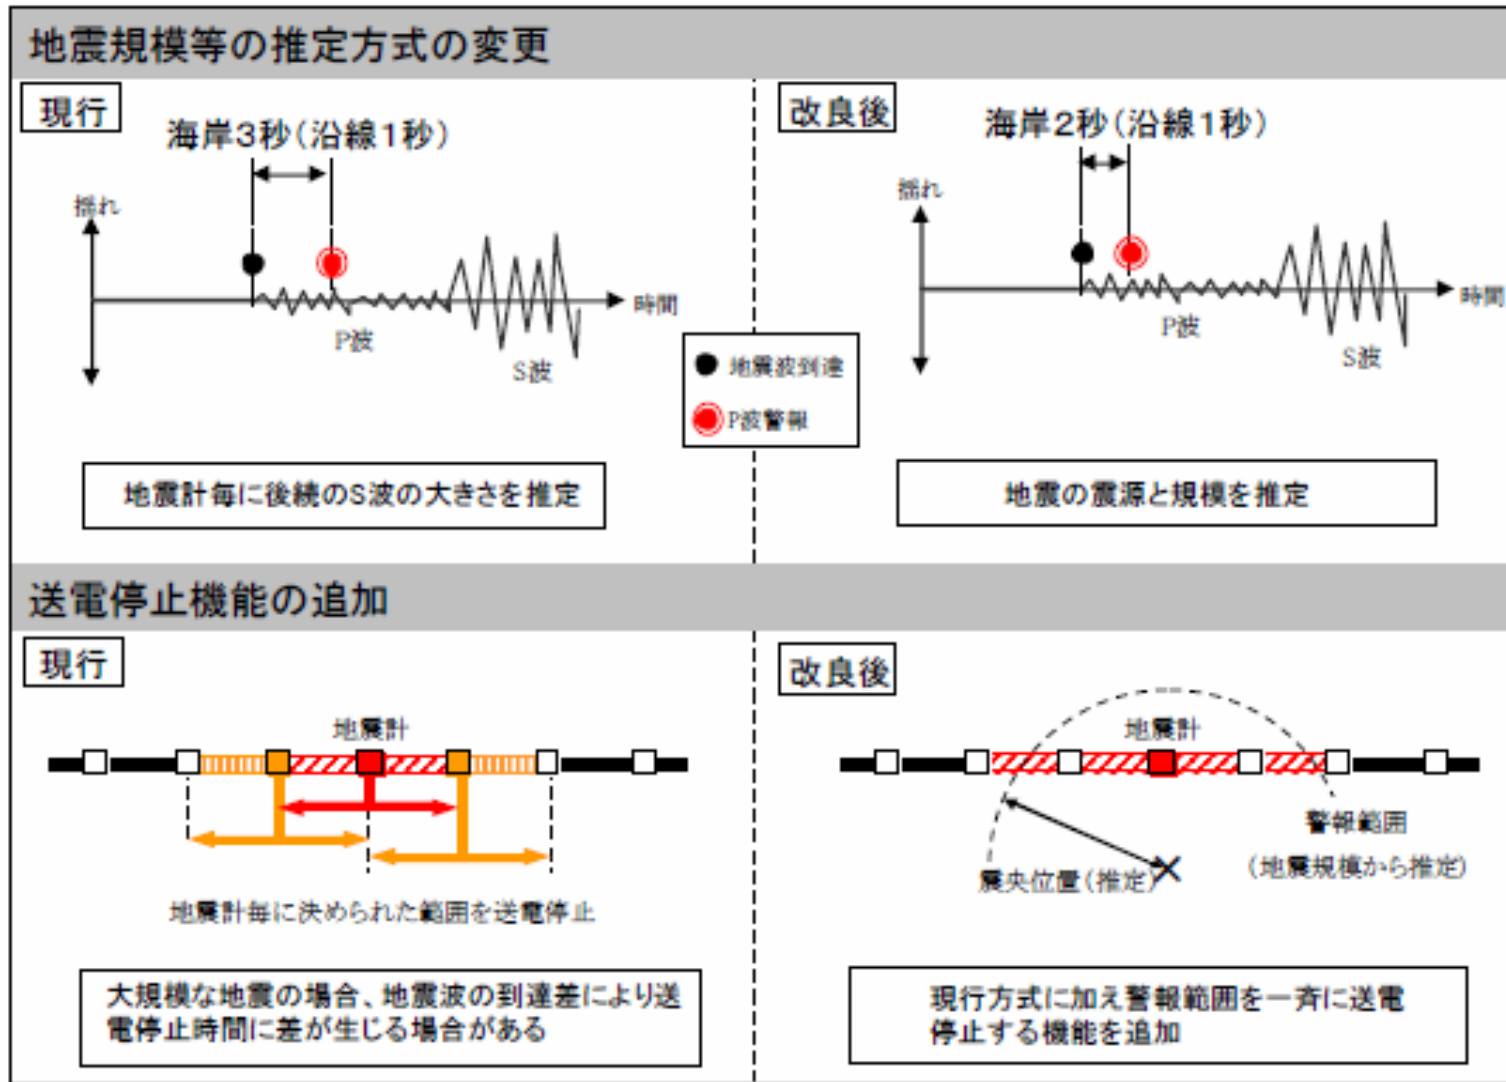 地震規模等の推定方式の変更
現行
海岸3秒(沿線1秒)
揺れ
時間
P波
S波
改良後
海岸2秒(沿線1秒)
揺れ
時間
P波
S波
地震波到達
P波警報
地震計毎に後続のS波の大きさを推定
地震の震源と規模を推定
送電停止機能の追加
現行
地震計
地震計毎に決められた範囲を送電停止
大規模な地震の場合、地震波の到達差により送
電停止時間に差が生じる場合がある
改良後
地震計
警報範囲
(地震規模から推定)
震央位置(推定)
現行方式に加え警報範囲を一斉に送電
停止する機能を追加